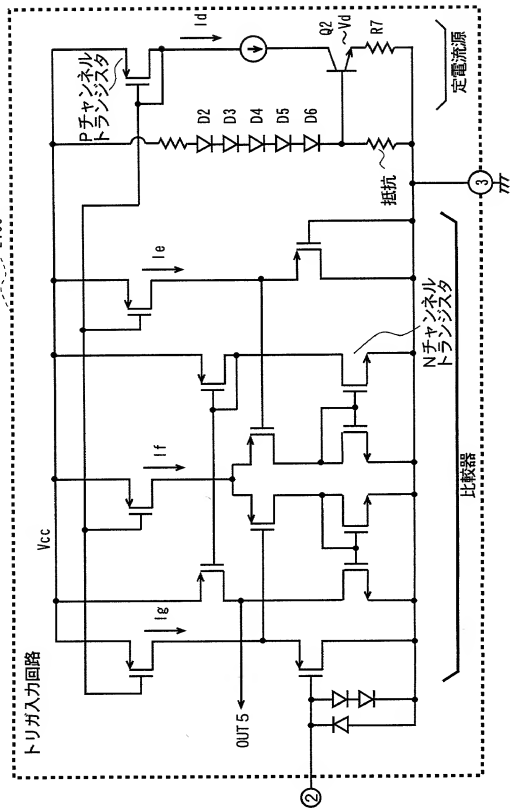 トリガ入力回路
Vcc
Pチャンネル
トランジスタ
Ig
If
Ie
Id
D2
D3
D4
D5
D6
Q2
Vd
R7
抵抗
OUT5
Nチャンネル
トランジスタ
2
3
比較器
定電流源